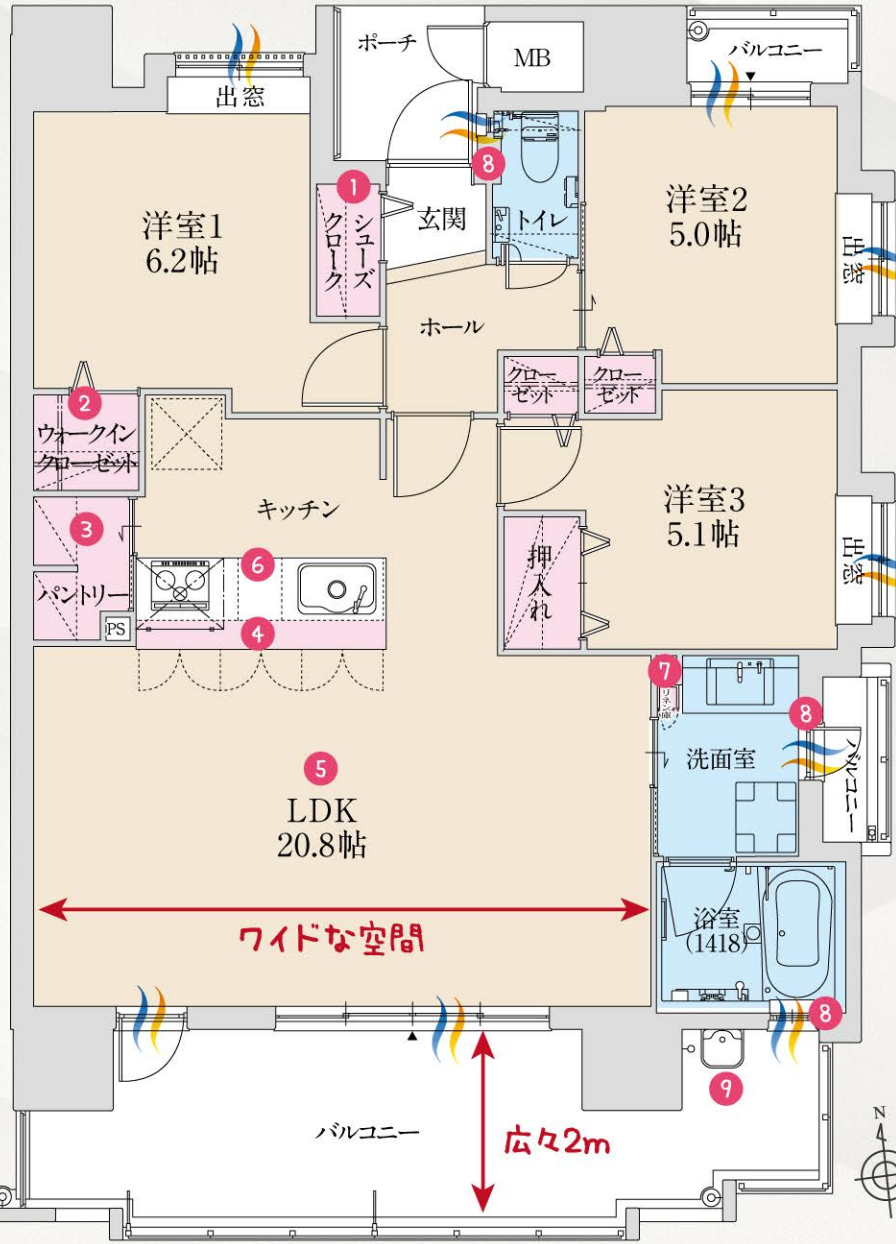 ポーチ
MB
バルコニー
出窓
洋室1
6.2帖
1
シューズ
クローク
玄関
8
トイレ
洋室2
5.0帖
出窓
ホール
クロー
ゼット
クロー
ゼット
2
ウォークイン
クローゼット
3
パントリー
PS
キッチン
6
4
押入れ
洋室3
5.1帖
出窓
7
リネン庫
洗面室
8
バルコニー
5
LDK
20.8帖
ワイドな空間
浴室
(1418)
8
9
バルコニー
広々2m
N